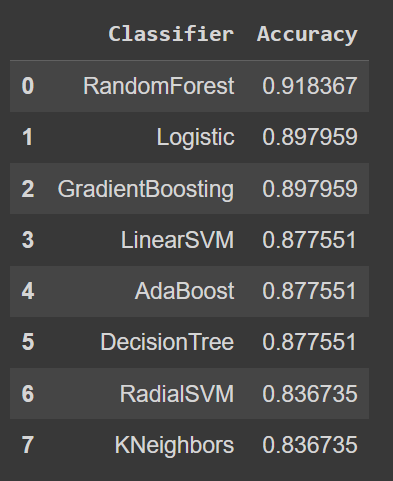 Classifier Accuracy
0 RandomForest 0.918367
1 Logistic 0.897959
2 GradientBoosting 0.897959
3 LinearSVM 0.877551
4 AdaBoost 0.877551
5 DecisionTree 0.877551
6 RadialSVM 0.836735
7 KNeighbors 0.836735